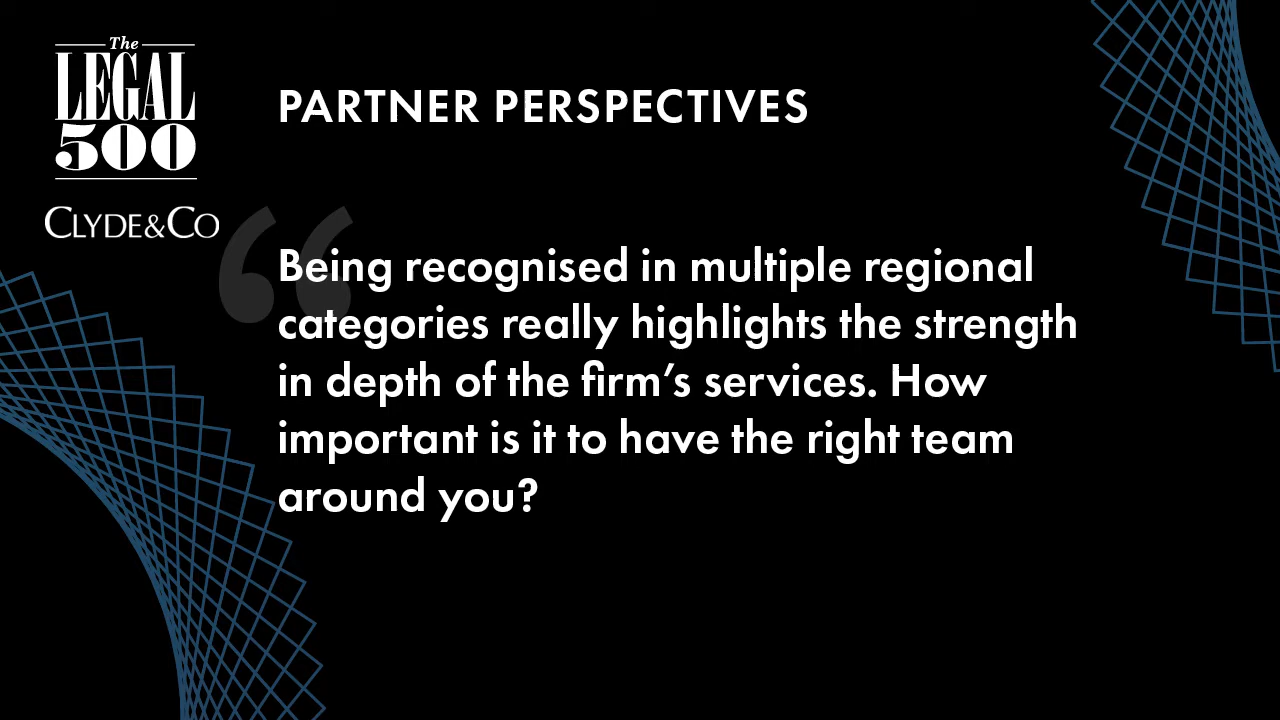 The
LEGAL
500
CLYDE&CO
PARTNER PERSPECTIVES
“
Being recognised in multiple regional
categories really highlights the strength
in depth of the firm’s services. How
important is it to have the right team
around you?